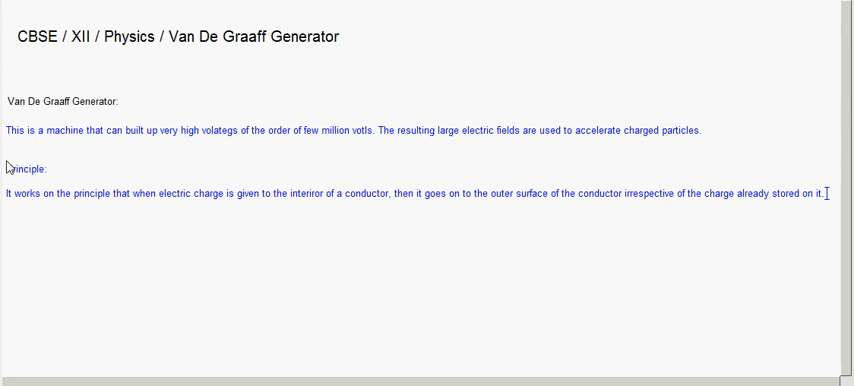 CBSE / XII / Physics / Van De Graaff Generator
Van De Graaff Generator:
This is a machine that can built up very high volategs of the order of few million votls. The resulting large electric fields are used to accelerate charged particles.
Principle:
It works on the principle that when electric charge is given to the interiror of a conductor, then it goes on to the outer surface of the conductor irrespective of the charge already stored on it.